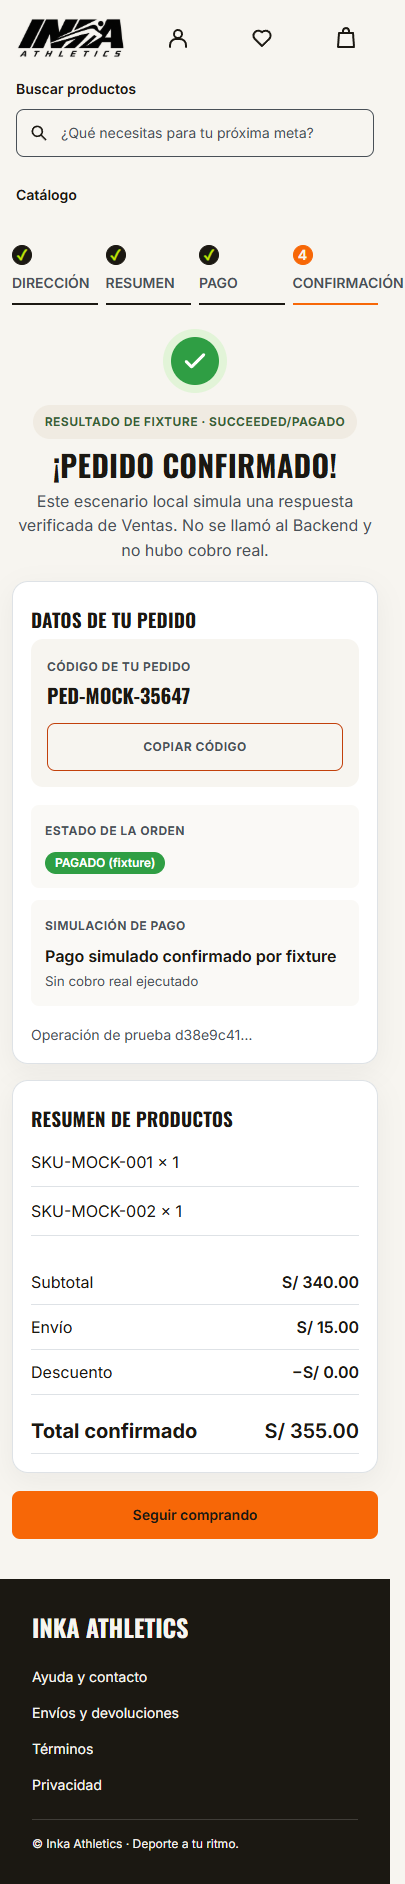 INKA
ATHLETICS
Buscar productos
¿Qué necesitas para tu próxima meta?
Catálogo
4
DIRECCIÓN RESUMEN PAGO CONFIRMACIÓN
RESULTADO DE FIXTURE · SUCCEEDED/PAGADO
¡PEDIDO CONFIRMADO!
Este escenario local simula una respuesta
verificada de Ventas. No se llamó al Backend y
no hubo cobro real.
DATOS DE TU PEDIDO
CÓDIGO DE TU PEDIDO
PED-MOCK-35647
COPIAR CÓDIGO
ESTADO DE LA ORDEN
PAGADO (fixture)
SIMULACIÓN DE PAGO
Pago simulado confirmado por fixture
Sin cobro real ejecutado
Operación de prueba d38e9c41...
RESUMEN DE PRODUCTOS
SKU-MOCK-001 × 1
SKU-MOCK-002 × 1
Subtotal S/ 340.00
Envío S/ 15.00
Descuento −S/ 0.00
Total confirmado S/ 355.00
Seguir comprando
INKA ATHLETICS
Ayuda y contacto
Envíos y devoluciones
Términos
Privacidad
© Inka Athletics · Deporte a tu ritmo.